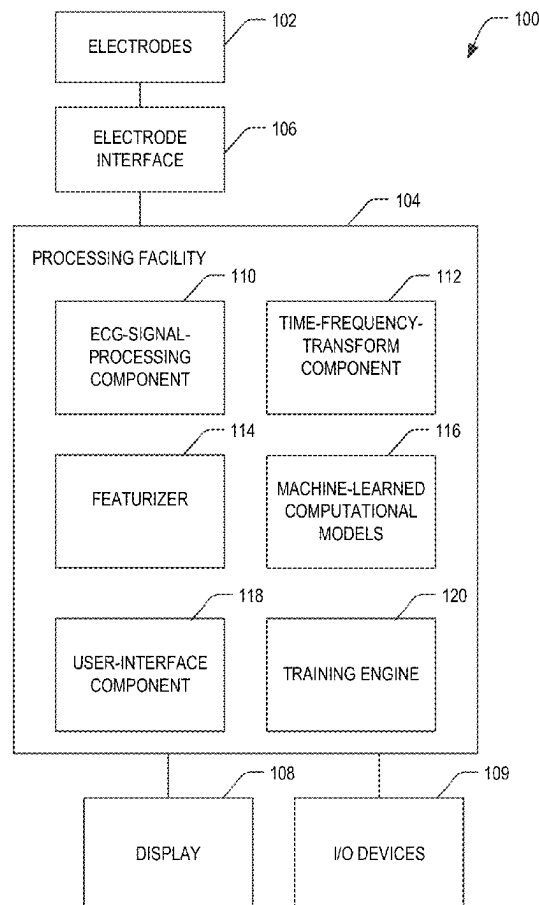 102
100
ELECTRODES
106
ELECTRODE
INTERFACE
104
PROCESSING FACILITY
110
112
ECG-SIGNAL-
PROCESSING
COMPONENT
TIME-FREQUENCY-
TRANSFORM
COMPONENT
114
116
FEATURIZER
MACHINE-LEARNED
COMPUTATIONAL
MODELS
118
120
USER-INTERFACE
COMPONENT
TRAINING ENGINE
108
109
DISPLAY
I/O DEVICES